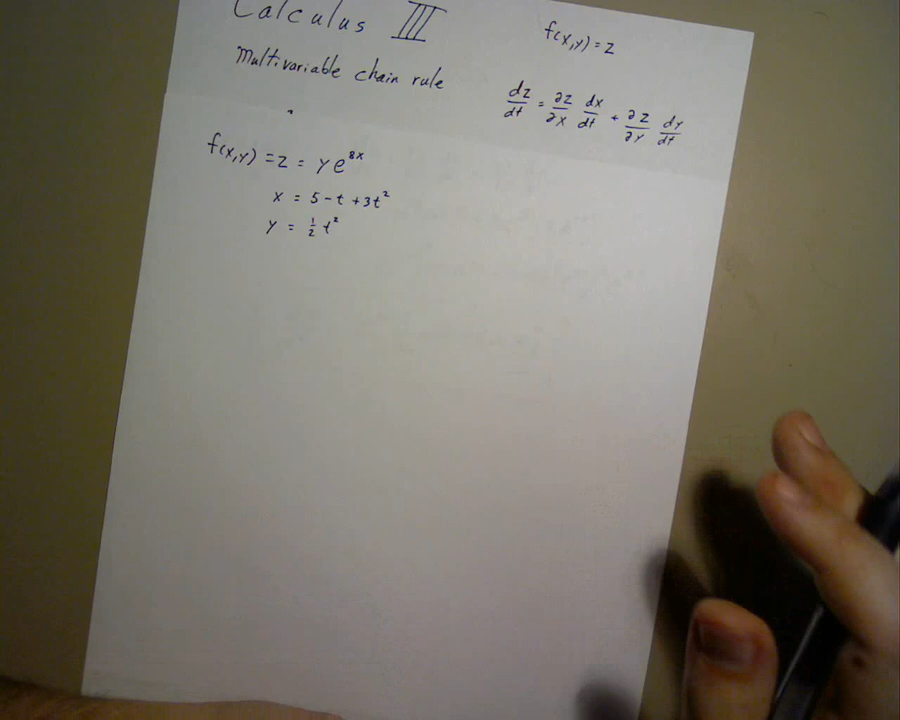 Calculus III
Multivariable chain rule
f(x,y) = z = ye^{8x}
x = 5 - t + 3t²
y = ½ t²
f(x,y) = z
dz/dt = ∂z/∂x dx/dt + ∂z/∂y dy/dt